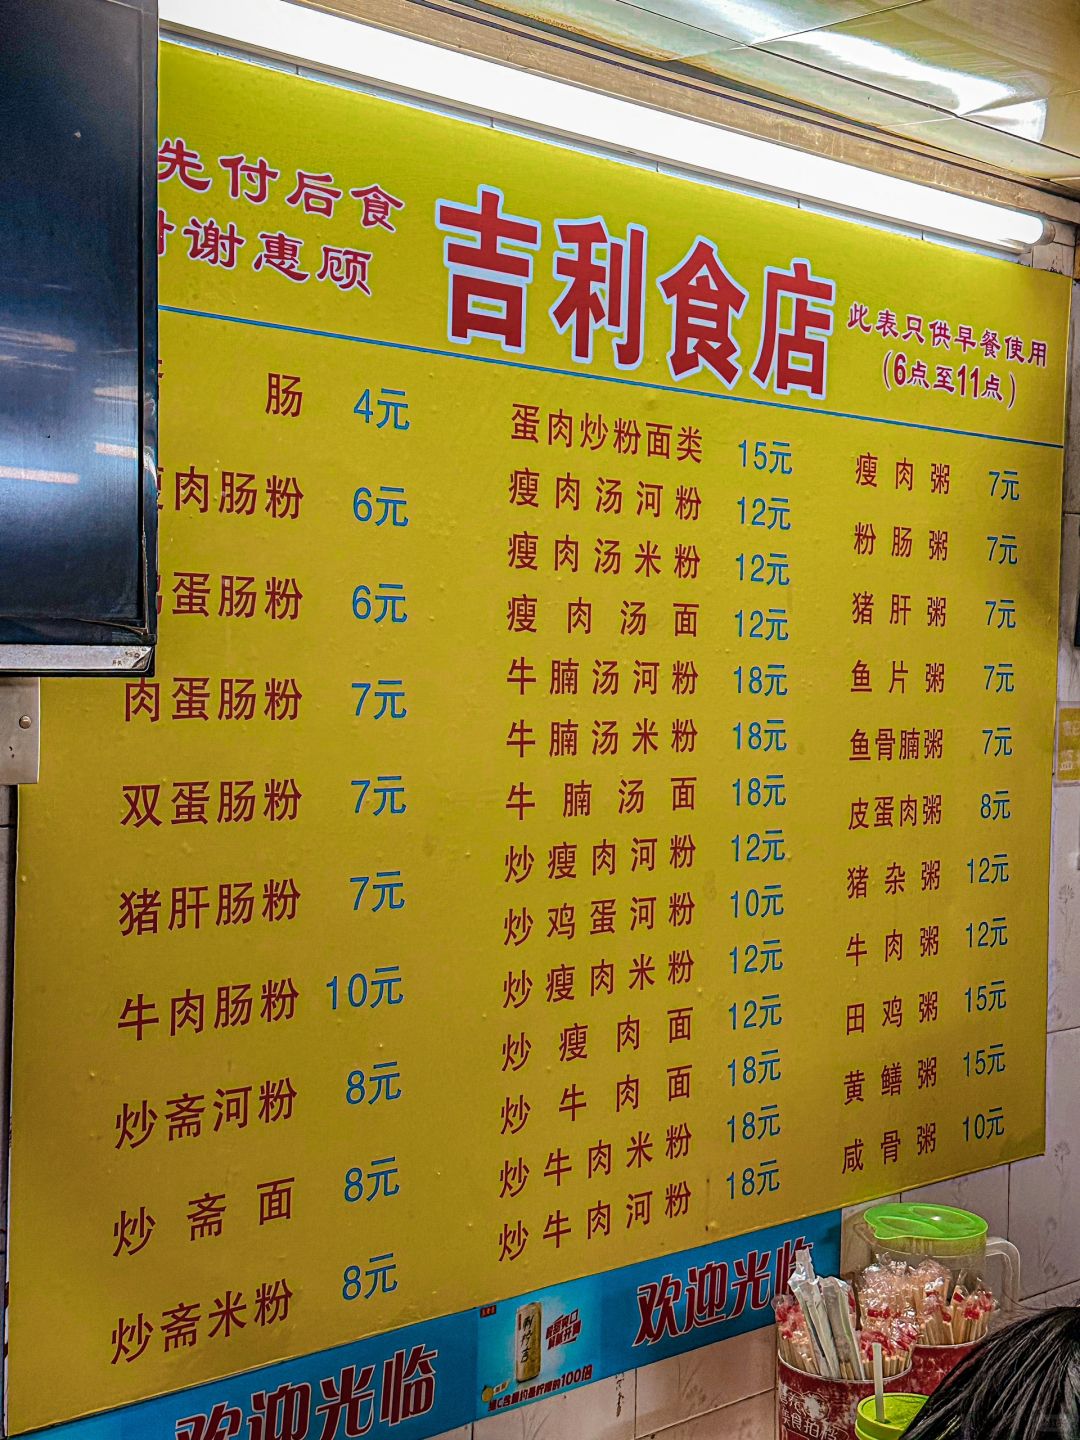 先付后食
谢惠顾
吉利食店
此表只供早餐使用
(6点至11点)
肠 4元
瘦肉肠粉 6元
鸡蛋肠粉 6元
肉蛋肠粉 7元
双蛋肠粉 7元
猪肝肠粉 7元
牛肉肠粉 10元
炒斋河粉 8元
炒斋面 8元
炒斋米粉 8元
蛋肉炒粉面类 15元
瘦肉汤河粉 12元
瘦肉汤米粉 12元
瘦肉汤面 12元
牛腩汤河粉 18元
牛腩汤米粉 18元
牛腩汤面 18元
炒瘦肉河粉 12元
炒鸡蛋河粉 10元
炒瘦肉米粉 12元
炒瘦肉面 12元
炒牛肉面 18元
炒牛肉米粉 18元
炒牛肉河粉 18元
瘦肉粥 7元
粉肠粥 7元
猪肝粥 7元
鱼片粥 7元
鱼骨腩粥 7元
皮蛋肉粥 8元
猪杂粥 12元
牛肉粥 12元
田鸡粥 15元
黄鳝粥 15元
咸骨粥 10元
欢迎光临
欢迎光临